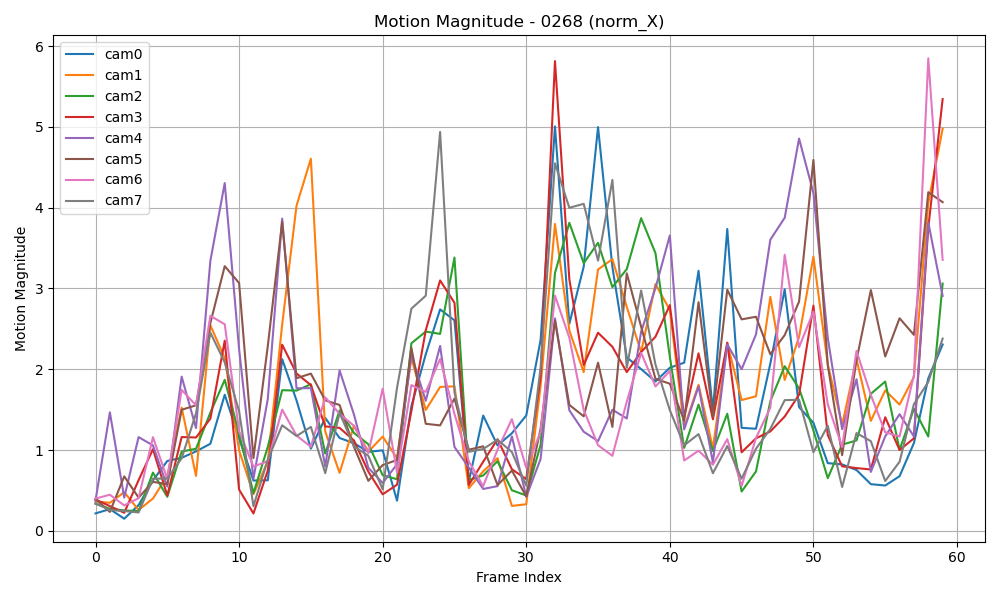 Motion Magnitude - 0268 (norm_X)
6
5
4
3
2
1
0
Motion Magnitude
cam0
cam1
cam2
cam3
cam4
cam5
cam6
cam7
0 10 20 30 40 50 60
Frame Index